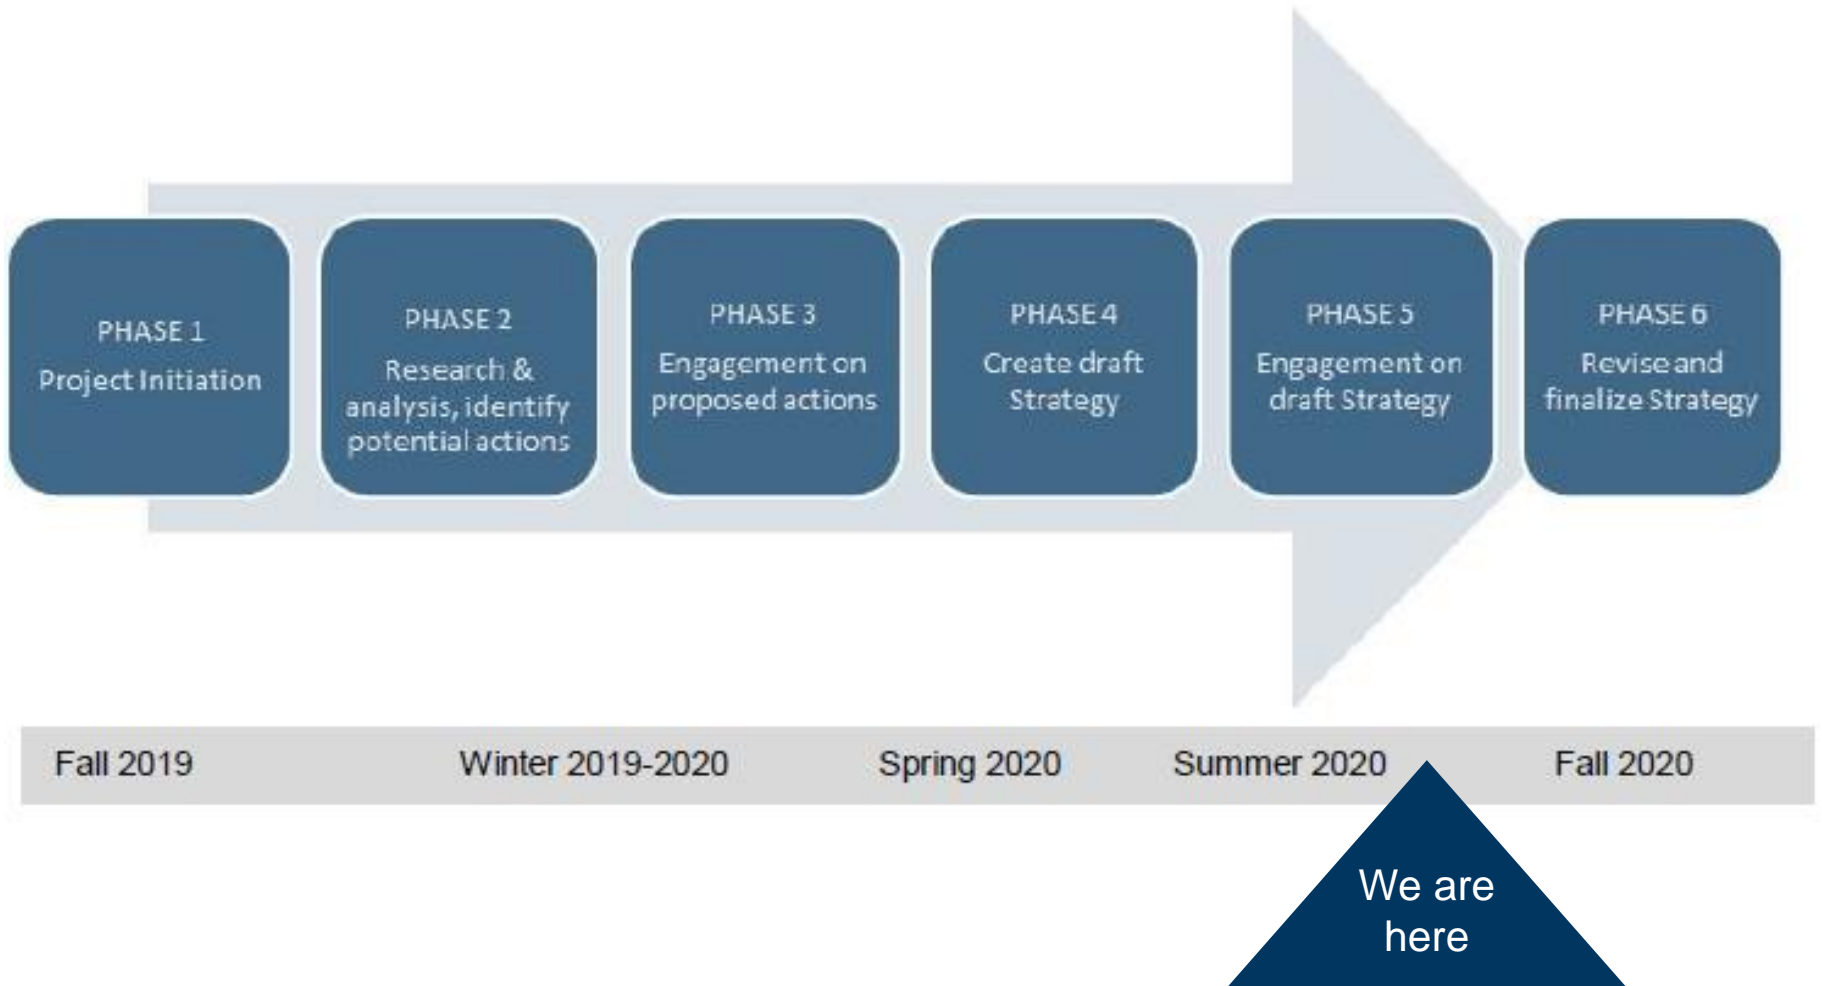 PHASE 1
Project Initiation
PHASE 2
Research &
analysis, identify
potential actions
PHASE 3
Engagement on
proposed actions
PHASE 4
Create draft
Strategy
PHASE 5
Engagement on
draft Strategy
PHASE 6
Revise and
finalize Strategy
Fall 2019 Winter 2019-2020 Spring 2020 Summer 2020 Fall 2020
We are
here